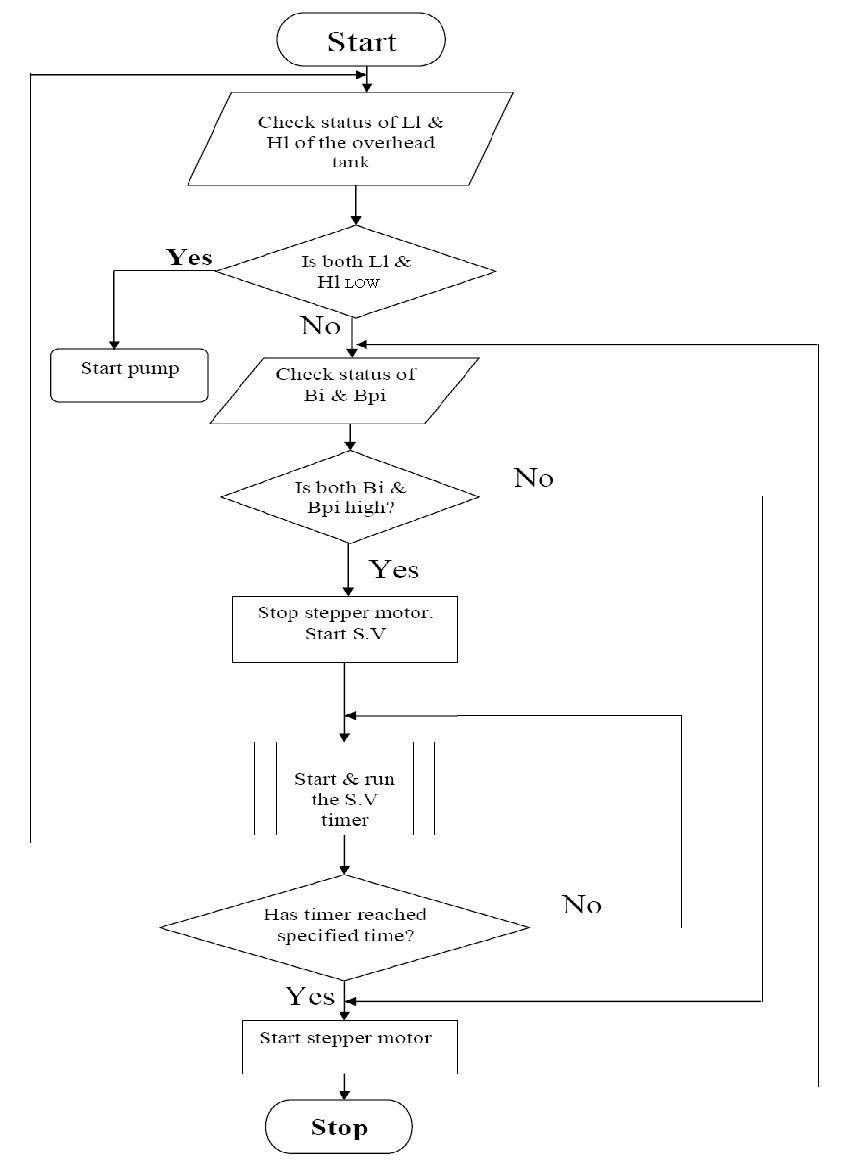 Start
Check status of Ll &
Hl of the overhead
tank
Yes
Is both Ll &
Hl LOW
No
Start pump
Check status of
Bi & Bpi
No
Is both Bi &
Bpi high?
Yes
Stop stepper motor.
Start S.V
Start & run
the S.V
timer
No
Has timer reached
specified time?
Yes
Start stepper motor
Stop